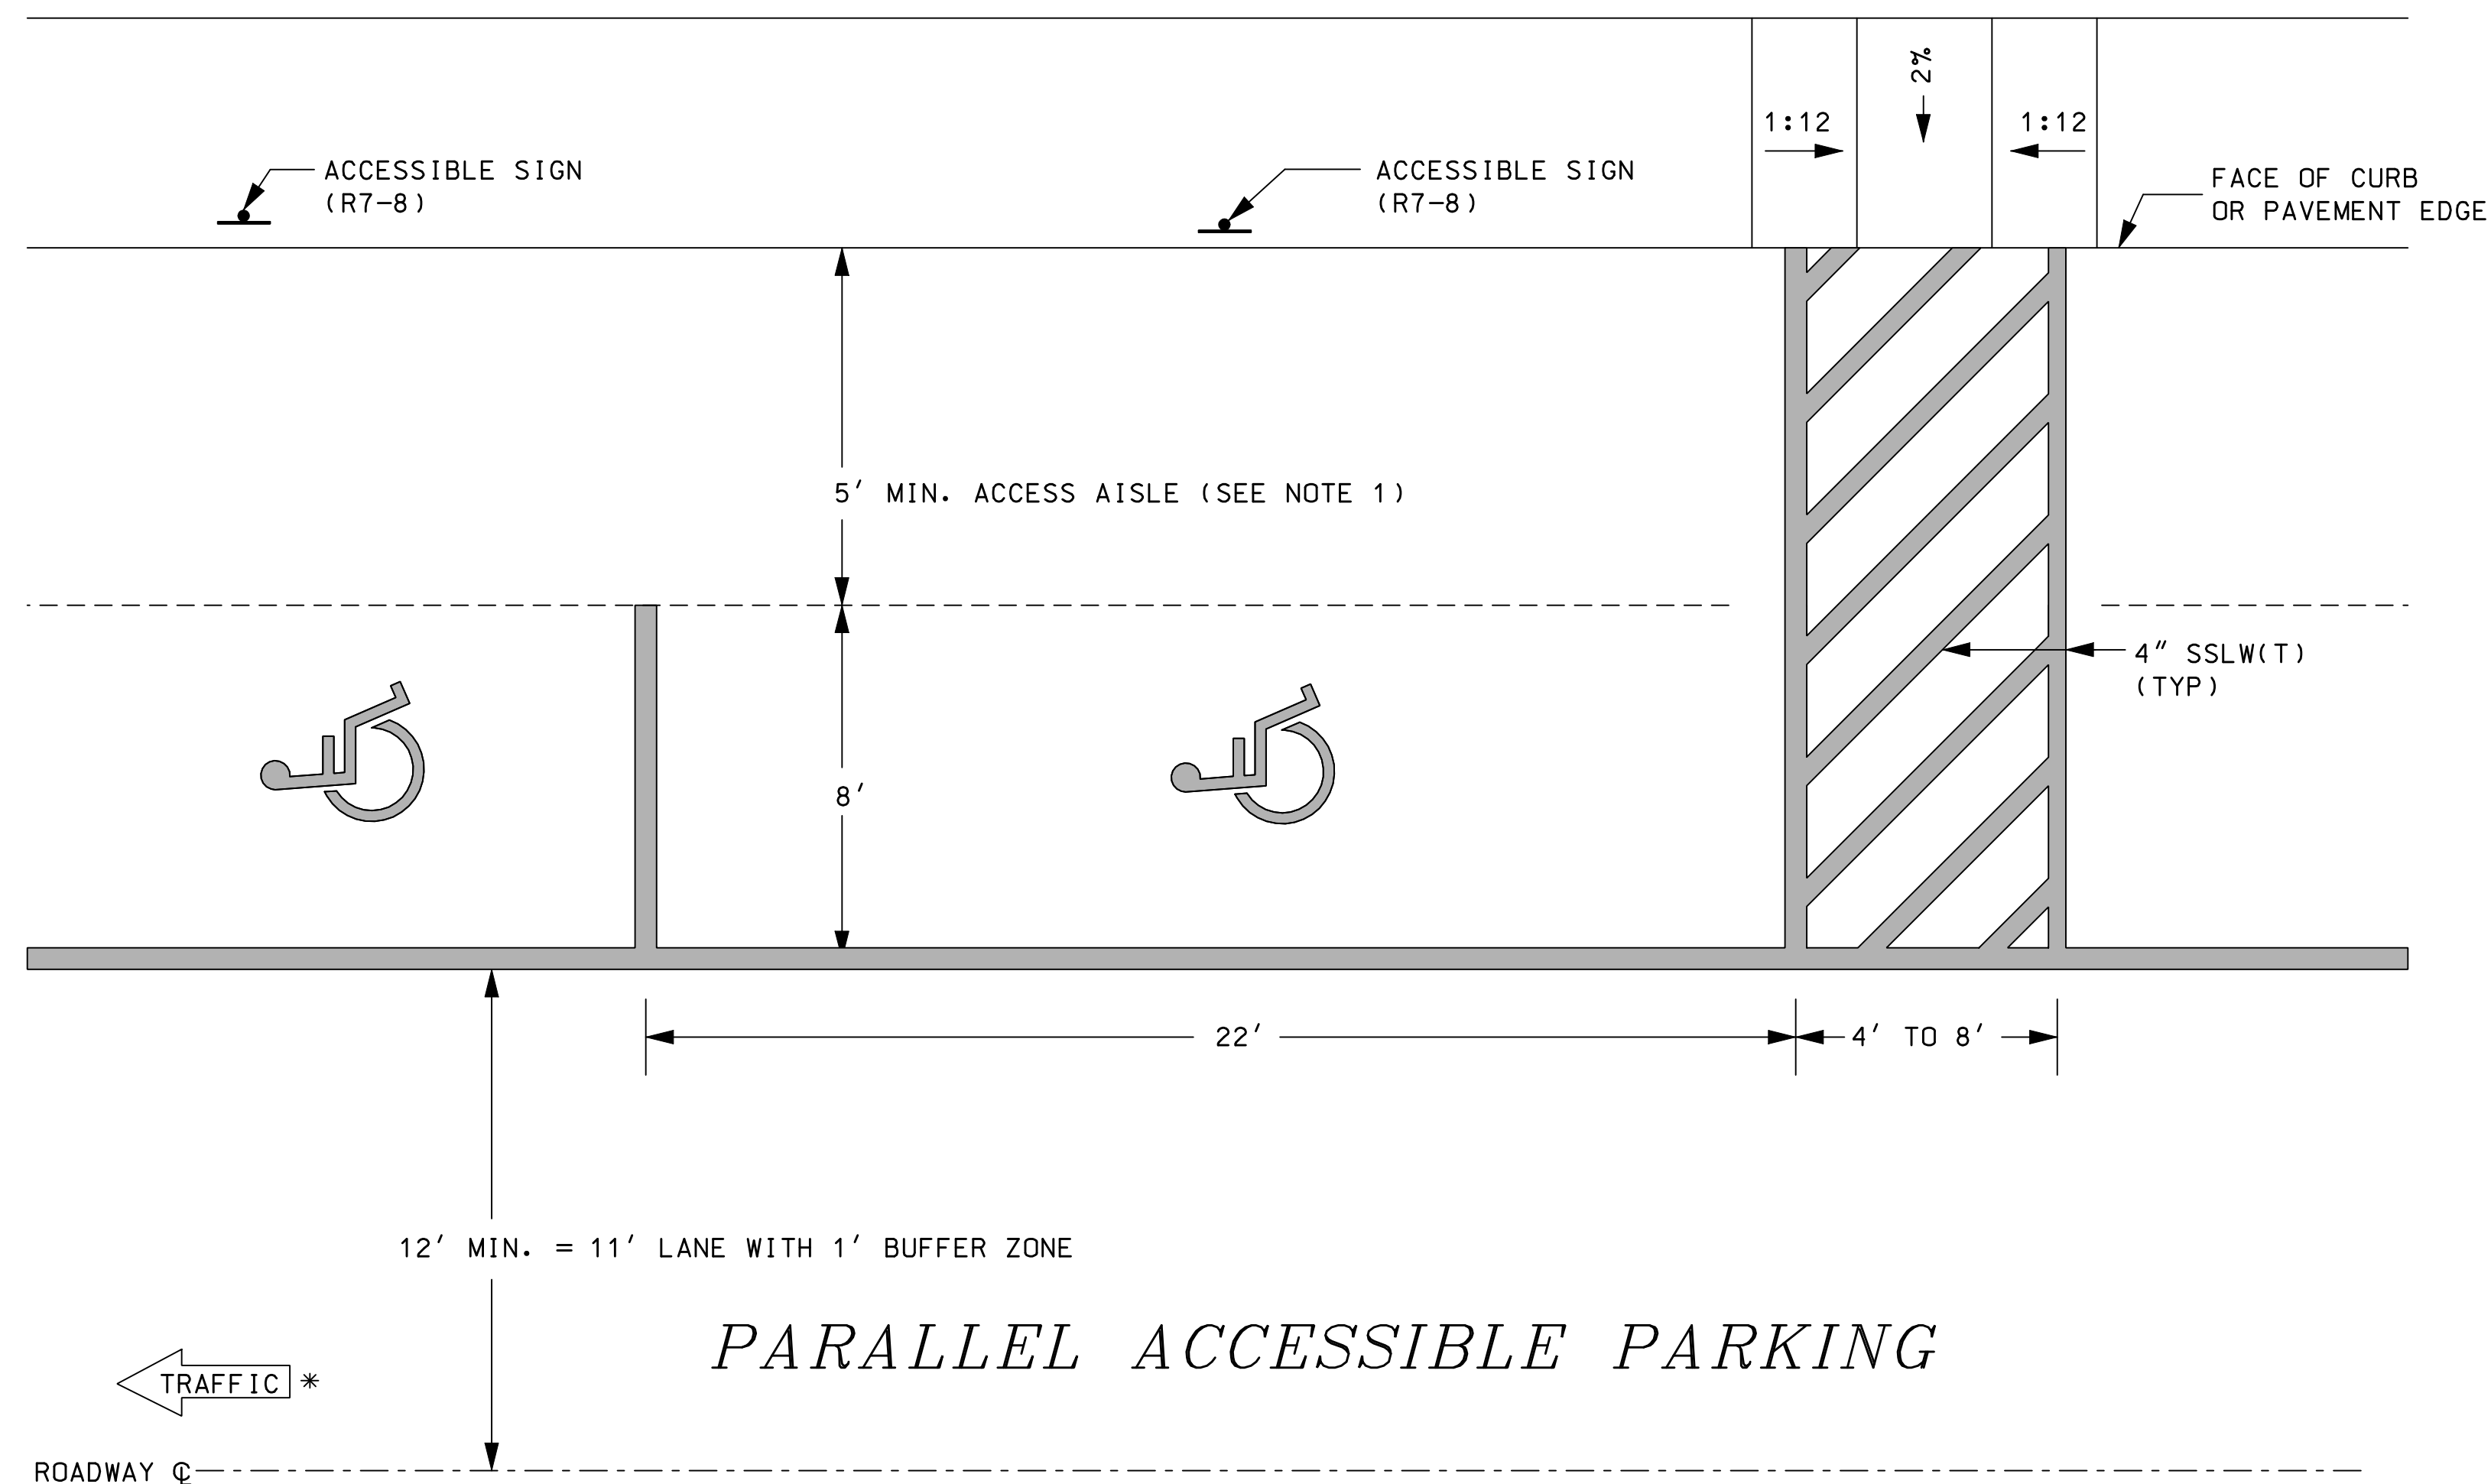 2%
1:12
1:12
ACCESSIBLE SIGN
(R7-8)
ACCESSIBLE SIGN
(R7-8)
FACE OF CURB
OR PAVEMENT EDGE
5' MIN. ACCESS AISLE (SEE NOTE 1)
4" SSLW(T)
(TYP)
8'
22'
4' TO 8'
12' MIN. = 11' LANE WITH 1' BUFFER ZONE
PARALLEL ACCESSIBLE PARKING
TRAFFIC *
ROADWAY ℄